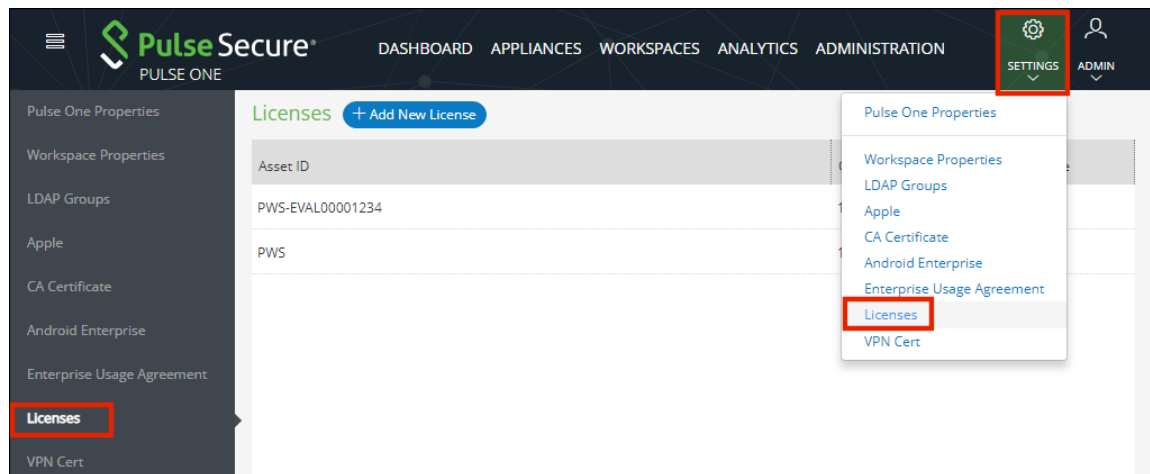 Pulse Secure
PULSE ONE
DASHBOARD APPLIANCES WORKSPACES ANALYTICS ADMINISTRATION
SETTINGS
ADMIN
Pulse One Properties
Workspace Properties
LDAP Groups
Apple
CA Certificate
Android Enterprise
Enterprise Usage Agreement
Licenses
VPN Cert
Licenses
+ Add New License
Asset ID
PWS-EVAL00001234
PWS
Pulse One Properties
Workspace Properties
LDAP Groups
Apple
CA Certificate
Android Enterprise
Enterprise Usage Agreement
Licenses
VPN Cert